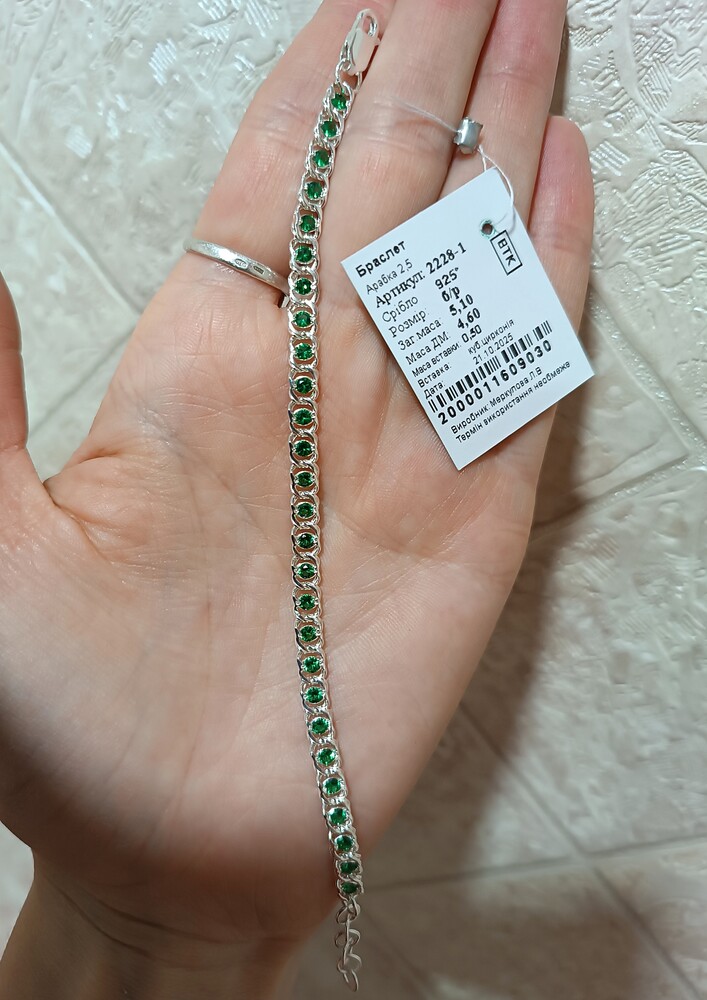 ВТК
Браслет
Арабка 2,5
Артикул: 2228-1
Срібло 925°
Розмір: б/р
Заг.маса: 5,10
Маса ДМ: 4,60
Маса вставки: 0,50
Вставка: куб.цирконія
Дата: 21.10.2025
2000011609030
Виробник: Меркулова Л.В
Термін використання необмеже